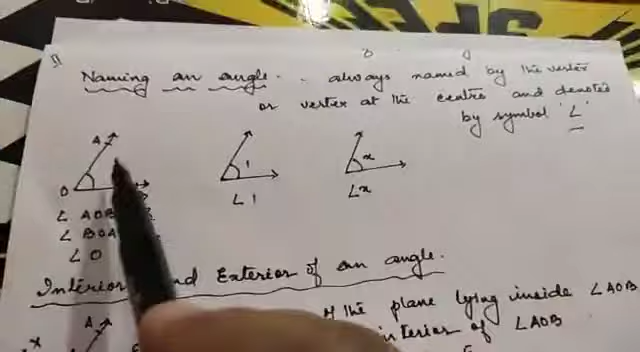 Naming an angle.. always named by the vertex
or vertex at the centre and denoted
by symbol '∠'
A
O
∠ AOB
∠ BOA
∠ O
1
∠1
x
∠x
Interior and Exterior of an angle.
of the plane lying inside ∠AOB
interior of ∠AOB
x
A